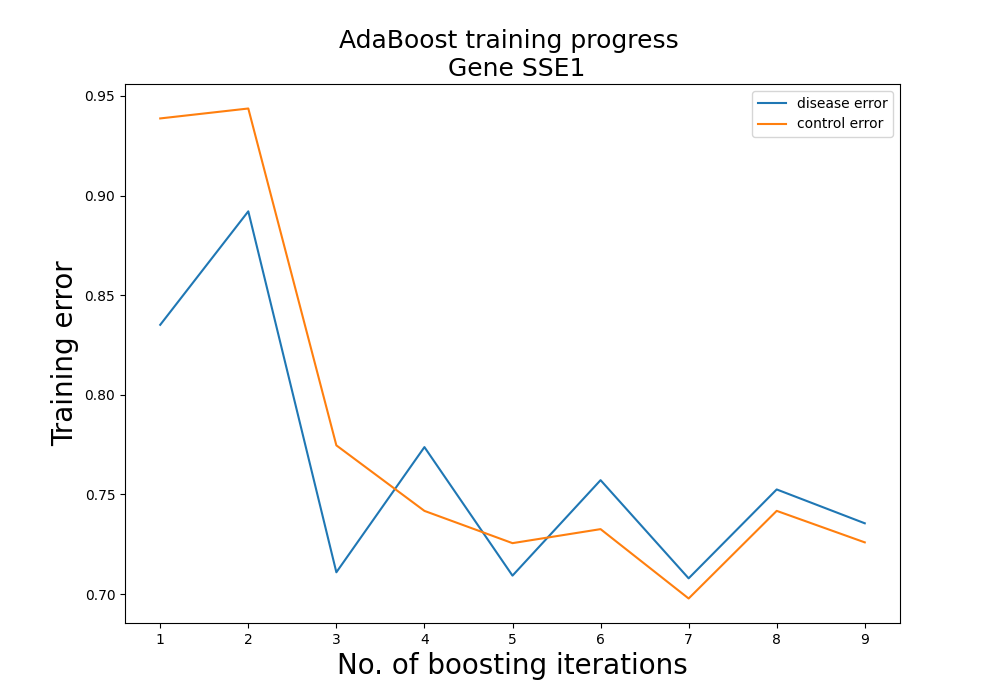 AdaBoost training progress
Gene SSE1
disease error
control error
Training error
0.95
0.90
0.85
0.80
0.75
0.70
1 2 3 4 5 6 7 8 9
No. of boosting iterations